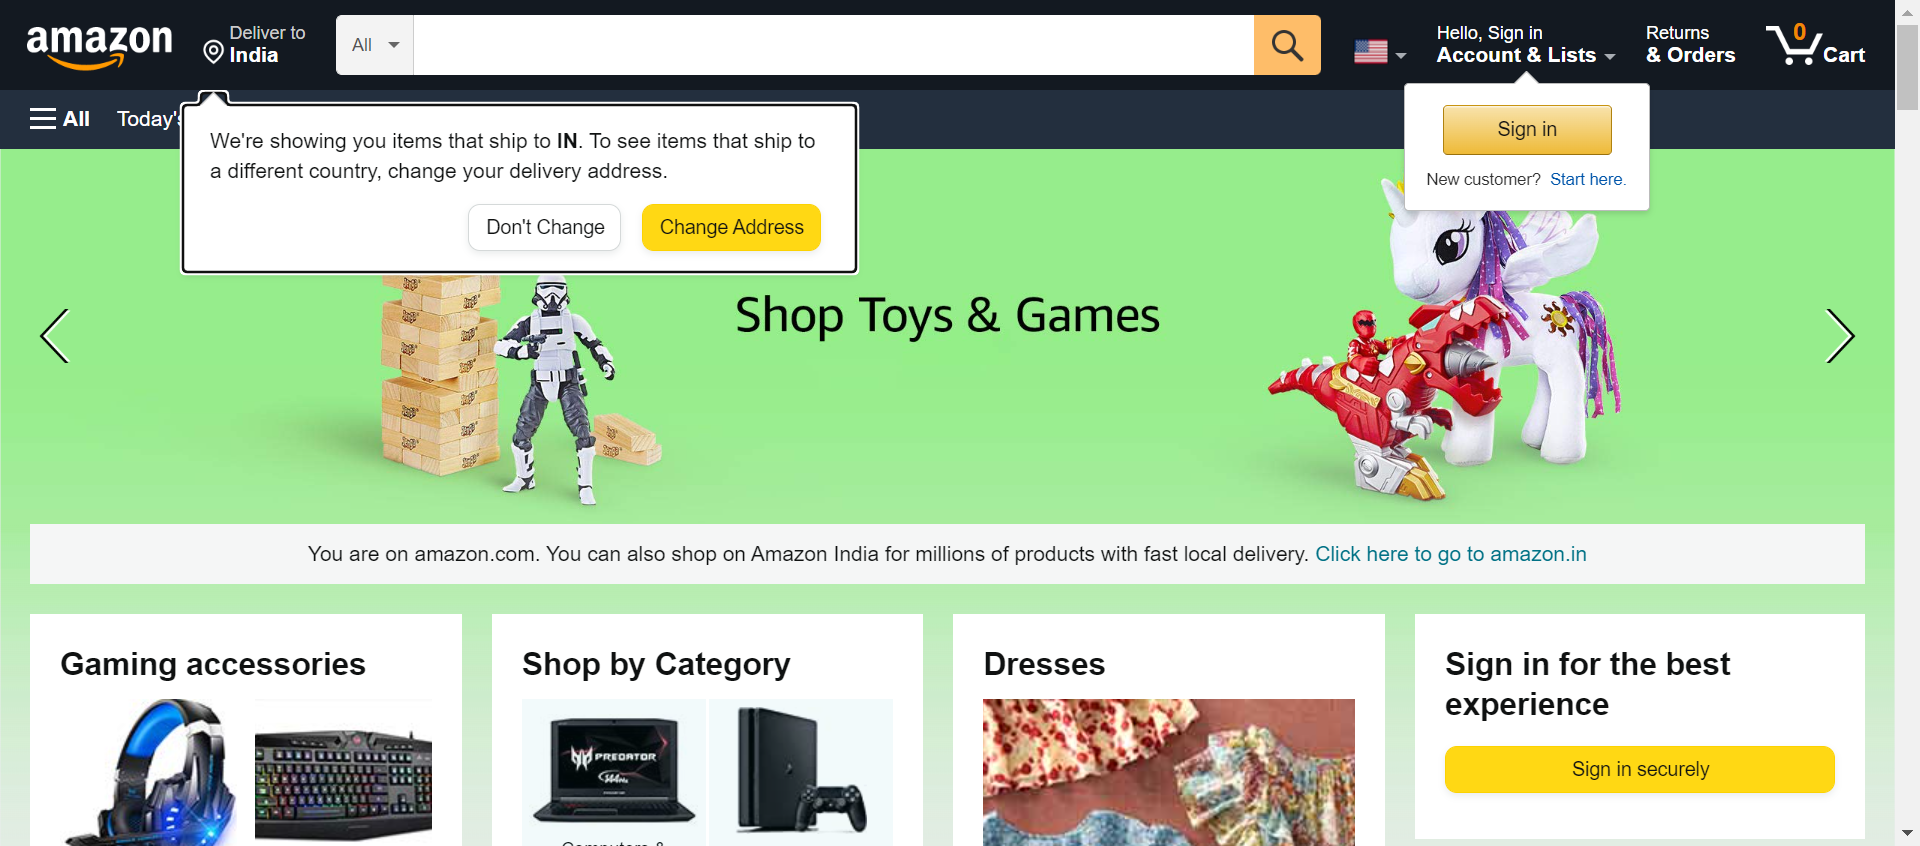 amazon
Deliver to
India
All
Hello, Sign in
Account & Lists
Returns
& Orders
0
Cart
All
Today's
We're showing you items that ship to IN. To see items that ship to
a different country, change your delivery address.
Don't Change
Change Address
Sign in
New customer? Start here.
Shop Toys & Games
You are on amazon.com. You can also shop on Amazon India for millions of products with fast local delivery. Click here to go to amazon.in
Gaming accessories
Shop by Category
Dresses
Sign in for the best
experience
PREDATOR
144Hz
Sign in securely
Computers &